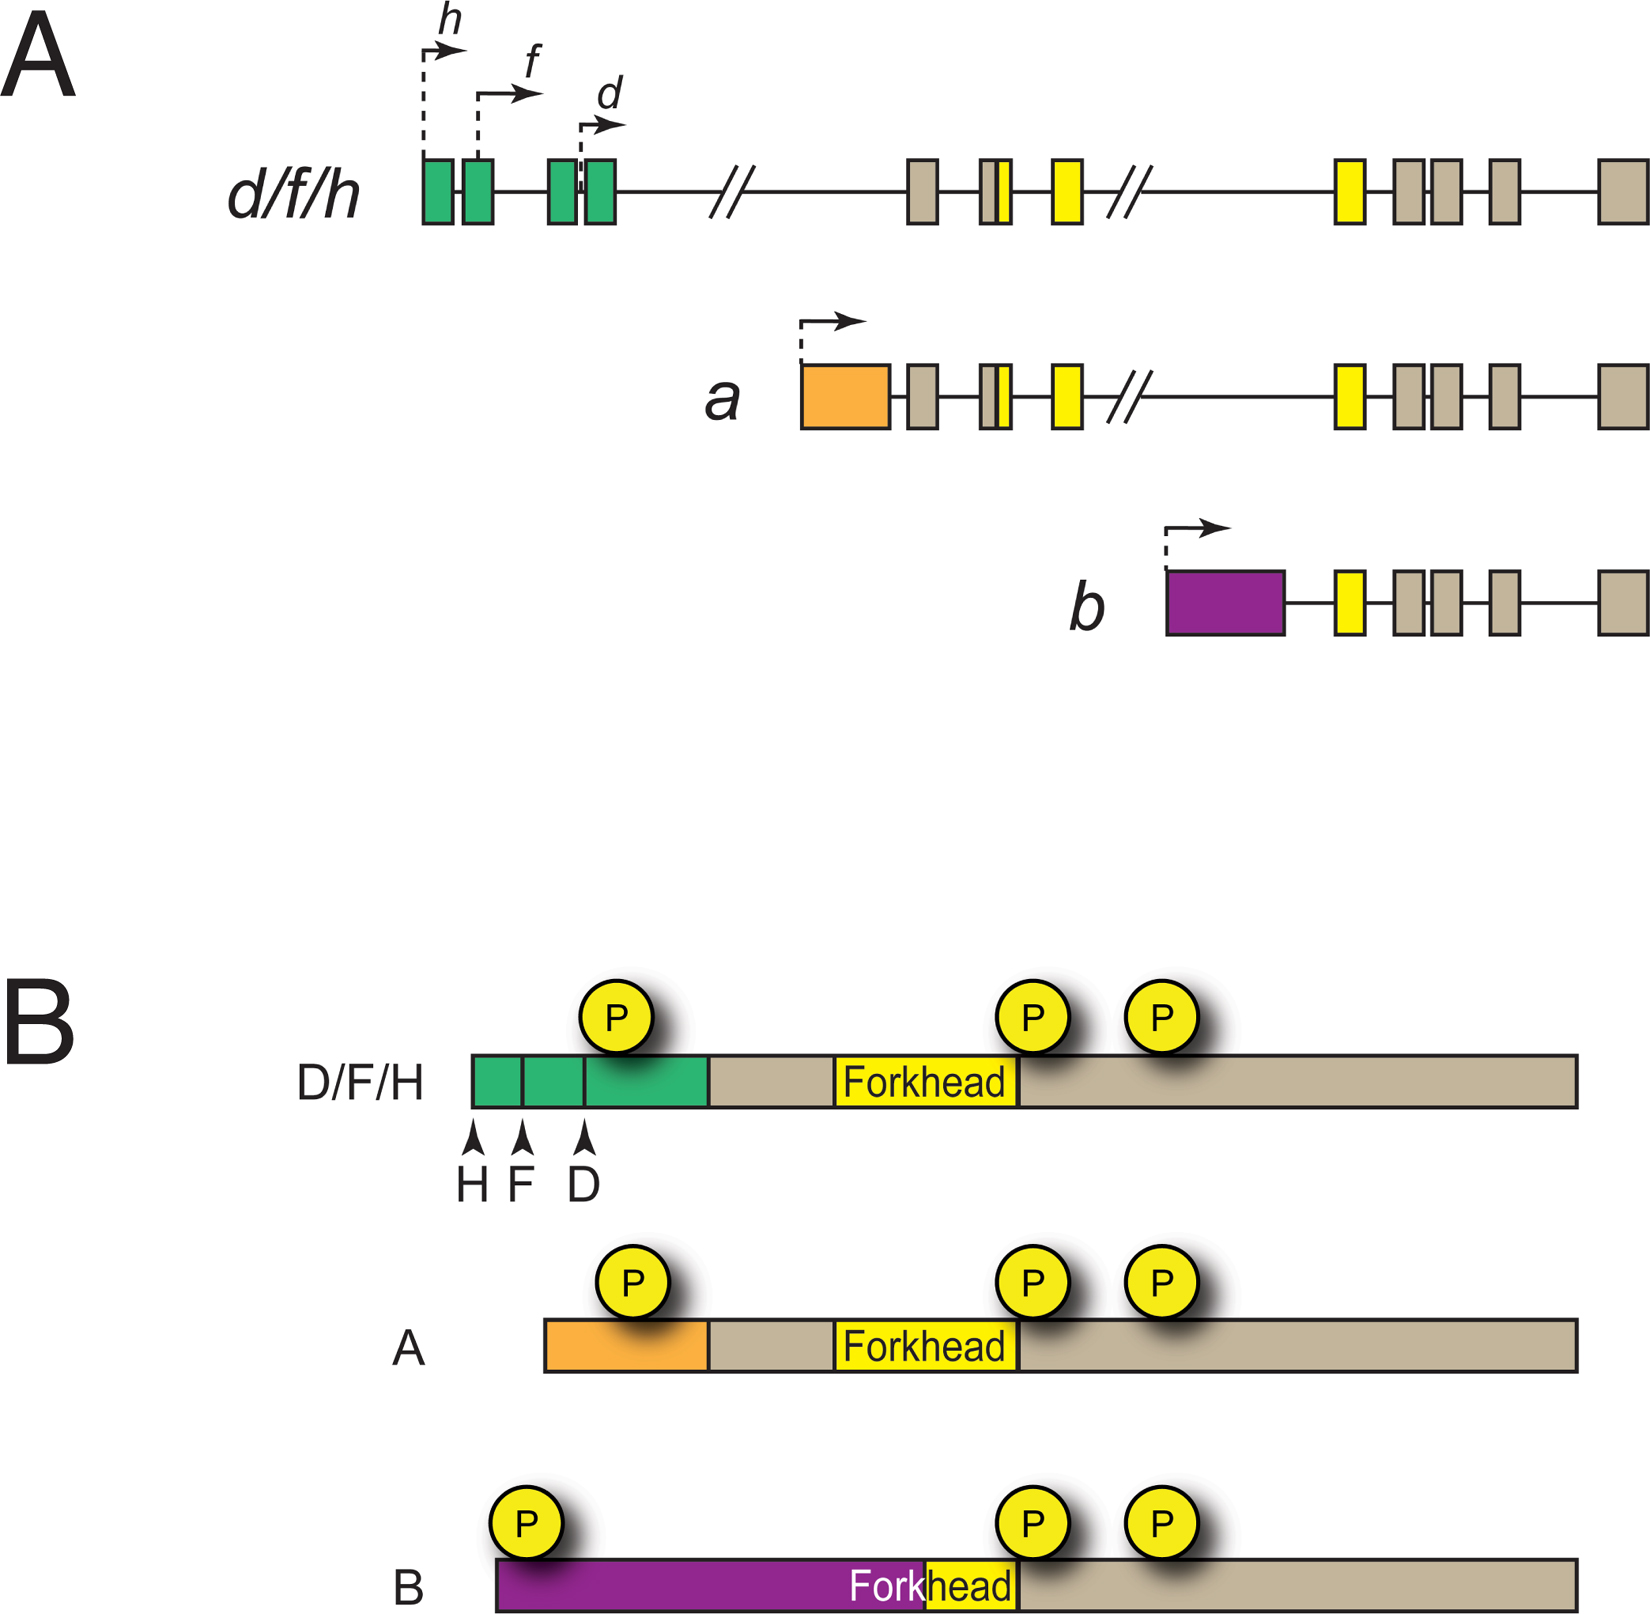 A
h
f
d
d/f/h
a
b
B
P P P
D/F/H Forkhead
H F D
P P P
A Forkhead
P P P
B Forkhead